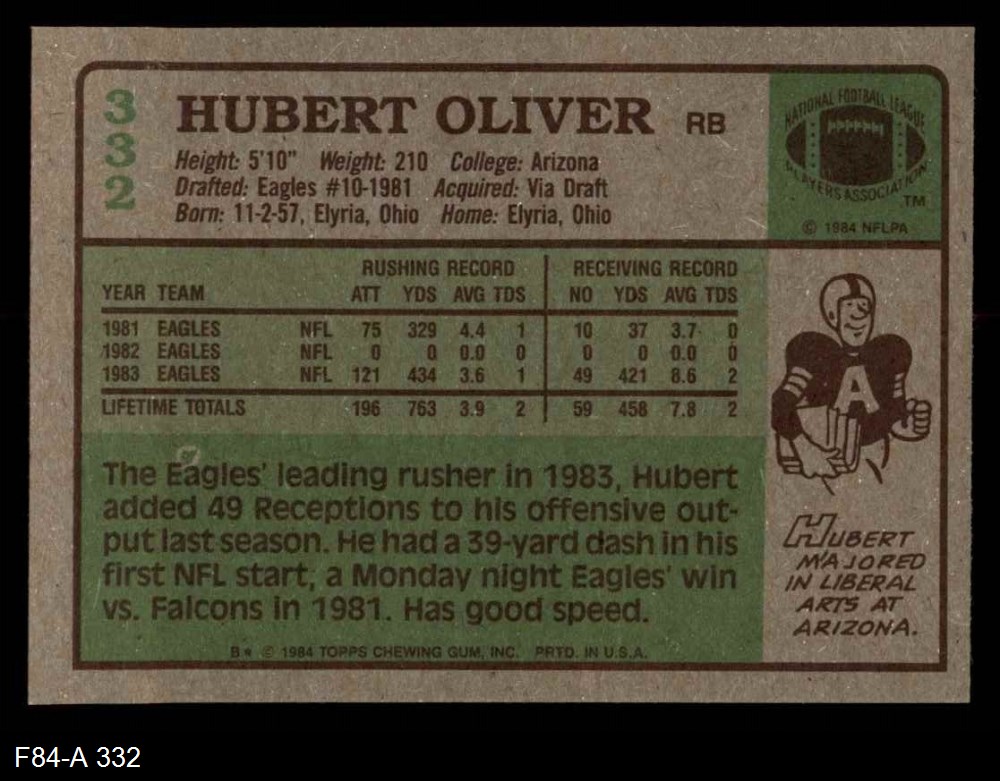 332
HUBERT OLIVER RB
Height: 5'10" Weight: 210 College: Arizona
Drafted: Eagles #10-1981 Acquired: Via Draft
Born: 11-2-57, Elyria, Ohio Home: Elyria, Ohio
NATIONAL FOOTBALL LEAGUE
PLAYERS ASSOCIATION
TM
© 1984 NFLPA
RUSHING RECORD RECEIVING RECORD
YEAR TEAM ATT YDS AVG TDS NO YDS AVG TDS
1981 EAGLES NFL 75 329 4.4 1 10 37 3.7 0
1982 EAGLES NFL 0 0 0.0 0 0 0 0.0 0
1983 EAGLES NFL 121 434 3.6 1 49 421 8.6 2
LIFETIME TOTALS 196 763 3.9 2 59 458 7.8 2
The Eagles' leading rusher in 1983, Hubert
added 49 Receptions to his offensive out-
put last season. He had a 39-yard dash in his
first NFL start, a Monday night Eagles' win
vs. Falcons in 1981. Has good speed.
B* © 1984 TOPPS CHEWING GUM, INC. PRTD. IN U.S.A.
A
HUBERT
MAJORED
IN LIBERAL
ARTS AT
ARIZONA.
F84-A 332